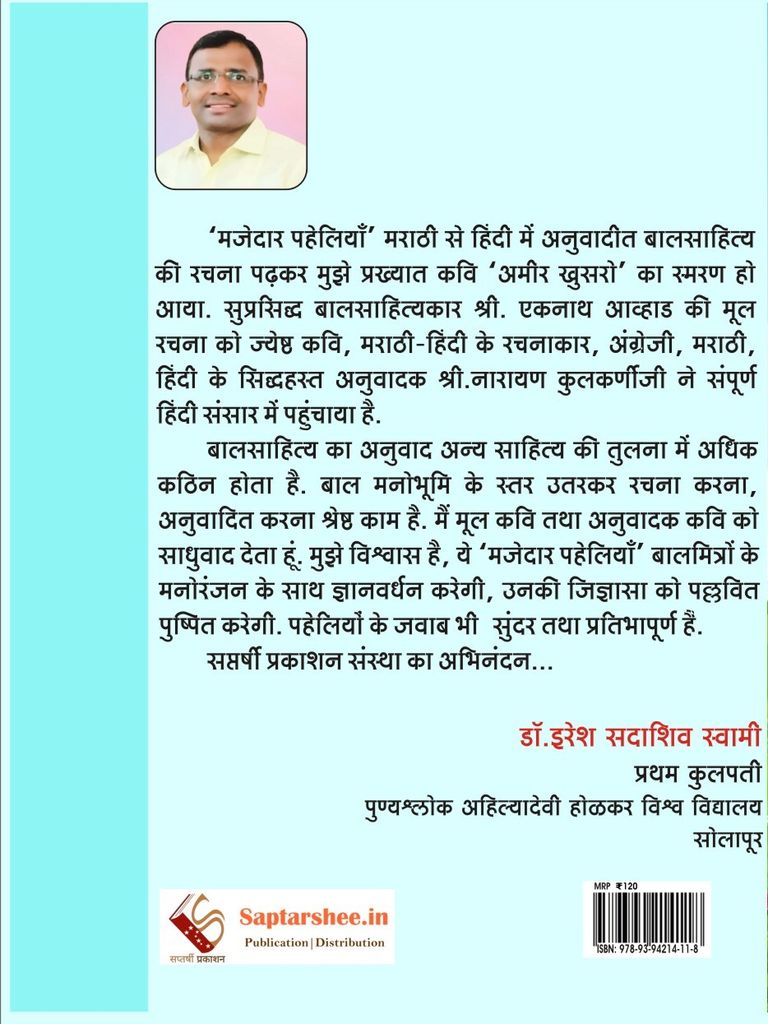 ‘मजेदार पहेलियाँ’ मराठी से हिंदी में अनुवादीत बालसाहित्य
की रचना पढ़कर मुझे प्रख्यात कवि ‘अमीर खुसरो’ का स्मरण हो
आया. सुप्रसिद्ध बालसाहित्यकार श्री. एकनाथ आव्हाड की मूल
रचना को ज्येष्ठ कवि, मराठी-हिंदी के रचनाकार, अंग्रेजी, मराठी,
हिंदी के सिद्धहस्त अनुवादक श्री.नारायण कुलकर्णीजी ने संपूर्ण
हिंदी संसार में पहुंचाया है.
बालसाहित्य का अनुवाद अन्य साहित्य की तुलना में अधिक
कठिन होता है. बाल मनोभूमि के स्तर उतरकर रचना करना,
अनुवादित करना श्रेष्ठ काम है. मैं मूल कवि तथा अनुवादक कवि को
साधुवाद देता हूं. मुझे विश्वास है, ये ‘मजेदार पहेलियाँ’ बालमित्रों के
मनोरंजन के साथ ज्ञानवर्धन करेगी, उनकी जिज्ञासा को पल्लवित
पुष्पित करेगी. पहेलियों के जवाब भी सुंदर तथा प्रतिभापूर्ण हैं.
सप्तर्षी प्रकाशन संस्था का अभिनंदन...
डॉ.इरेश सदाशिव स्वामी
प्रथम कुलपती
पुण्यश्लोक अहिल्यादेवी होळकर विश्व विद्यालय
सोलापूर
Saptarshee.in
Publication|Distribution
सप्तर्षी प्रकाशन
MRP ₹120
ISBN: 978-93-94214-11-8